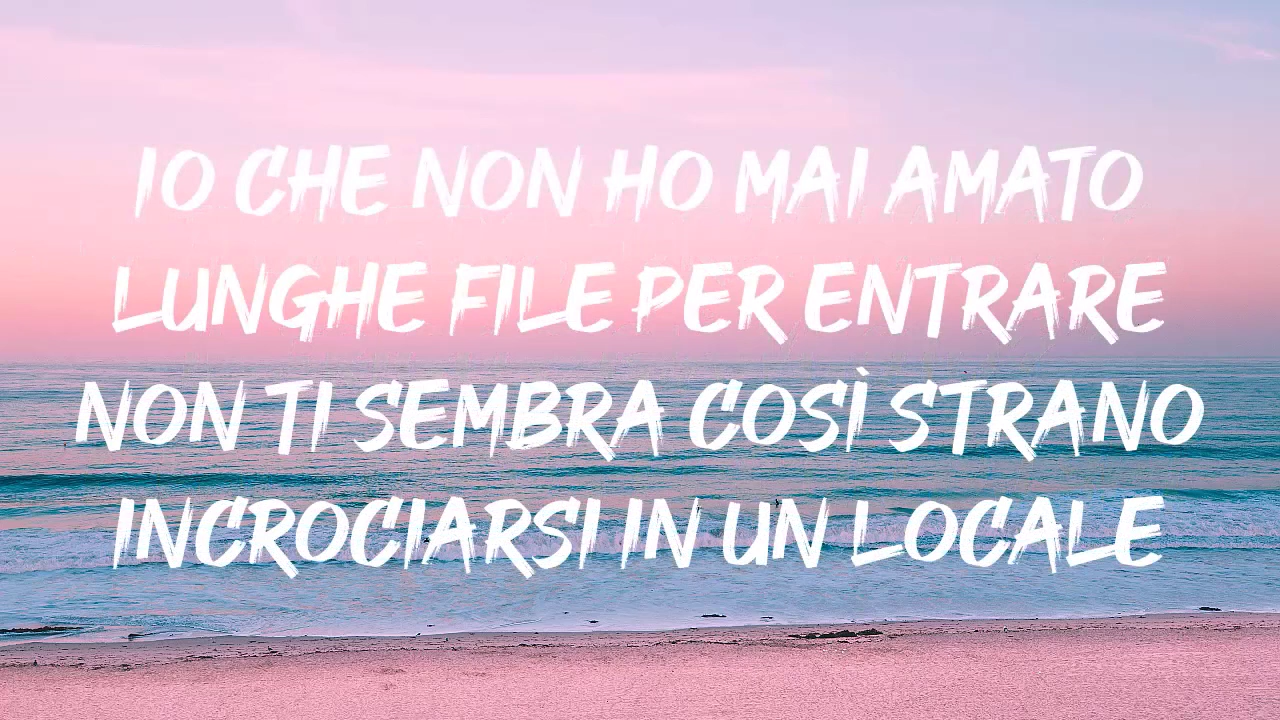 IO CHE NON HO MAI AMATO
LUNGHE FILE PER ENTRARE
NON TI SEMBRA COSÌ STRANO
INCROCIARSI IN UN LOCALE